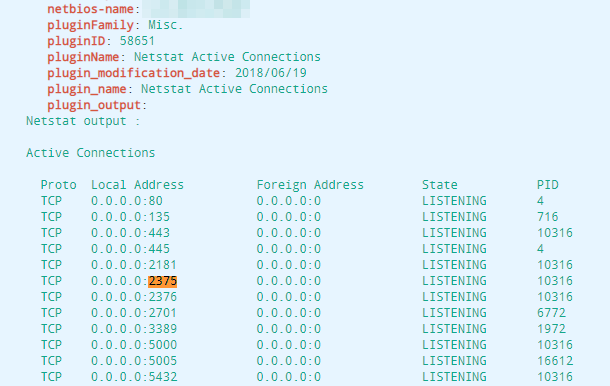 netbios-name:
pluginFamily: Misc.
pluginID: 58651
pluginName: Netstat Active Connections
plugin_modification_date: 2018/06/19
plugin_name: Netstat Active Connections
plugin_output:
Netstat output :
Active Connections
Proto Local Address Foreign Address State PID
TCP 0.0.0.0:80 0.0.0.0:0 LISTENING 4
TCP 0.0.0.0:135 0.0.0.0:0 LISTENING 716
TCP 0.0.0.0:443 0.0.0.0:0 LISTENING 10316
TCP 0.0.0.0:445 0.0.0.0:0 LISTENING 4
TCP 0.0.0.0:2181 0.0.0.0:0 LISTENING 10316
TCP 0.0.0.0:2375 0.0.0.0:0 LISTENING 10316
TCP 0.0.0.0:2376 0.0.0.0:0 LISTENING 10316
TCP 0.0.0.0:2701 0.0.0.0:0 LISTENING 6772
TCP 0.0.0.0:3389 0.0.0.0:0 LISTENING 1972
TCP 0.0.0.0:5000 0.0.0.0:0 LISTENING 10316
TCP 0.0.0.0:5005 0.0.0.0:0 LISTENING 16612
TCP 0.0.0.0:5432 0.0.0.0:0 LISTENING 10316